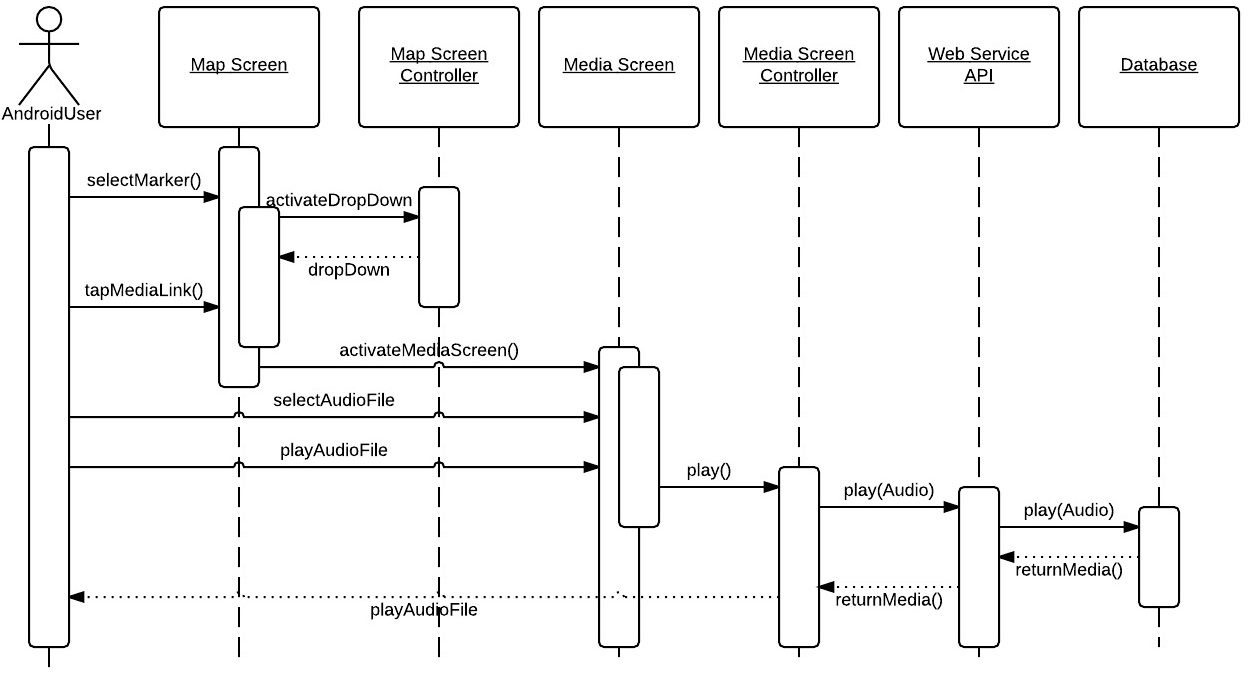 Map Screen
Map Screen
Controller
Media Screen
Media Screen
Controller
Web Service
API
Database
AndroidUser
selectMarker()
activateDropDown
dropDown
tapMediaLink()
activateMediaScreen()
selectAudioFile
playAudioFile
play()
play(Audio)
play(Audio)
returnMedia()
returnMedia()
playAudioFile